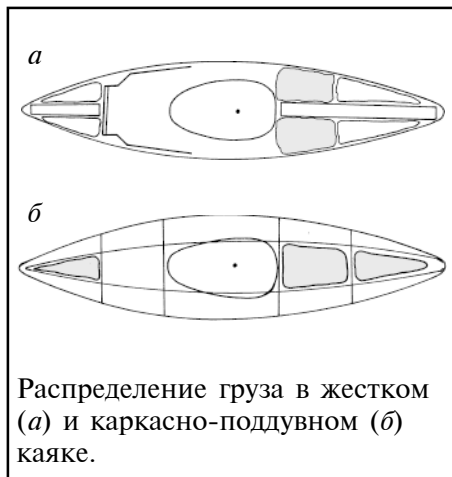 а
б
Распределение груза в жестком
(а) и каркасно-поддувном (б)
каяке.